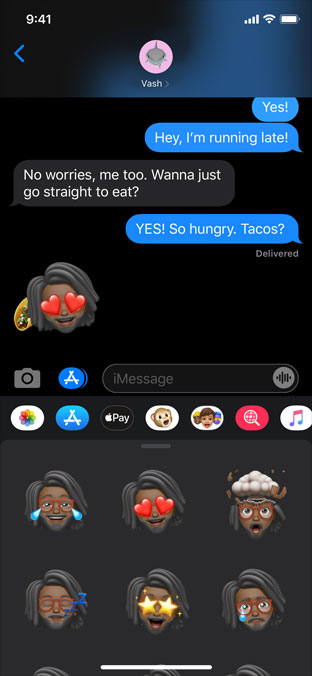 9:41
Vash
Yes!
Hey, I'm running late!
No worries, me too. Wanna just
go straight to eat?
YES! So hungry. Tacos?
Delivered
iMessage
Pay